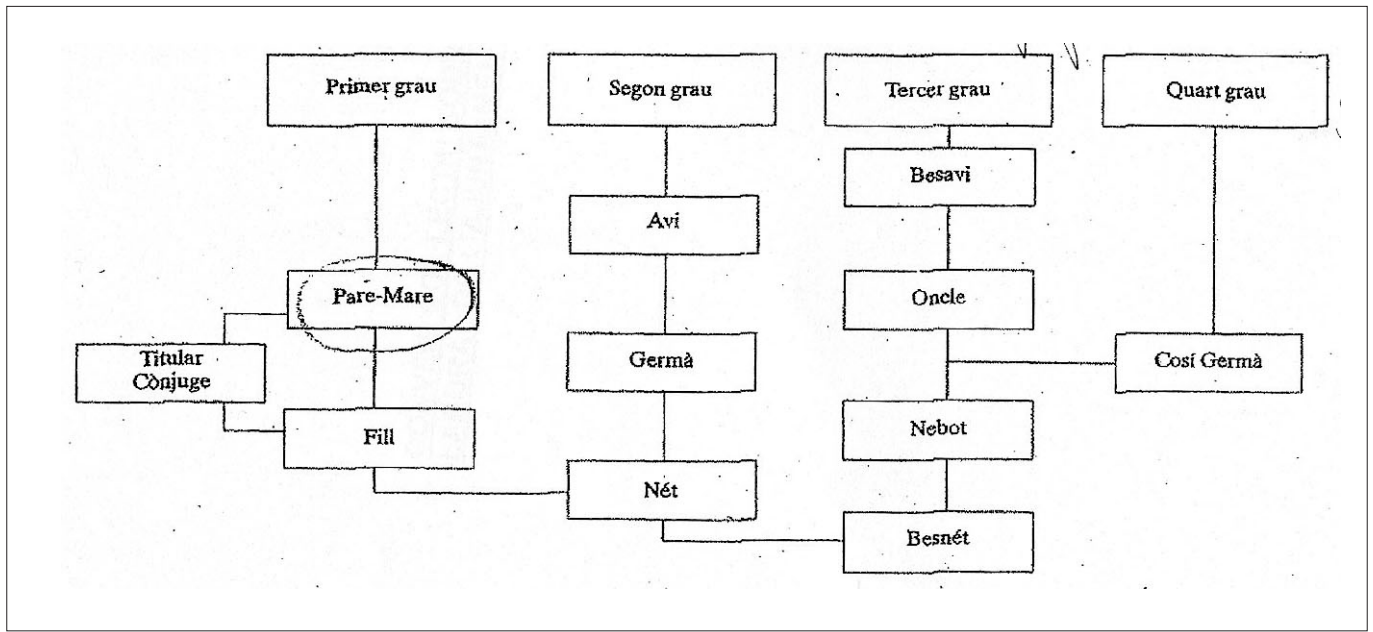 Primer grau
Segon grau
Tercer grau
Quart grau
Besavi
Avi
Pare-Mare
Oncle
Titular
Cònjuge
Germà
Cosí Germà
Fill
Nebot
Nét
Besnét